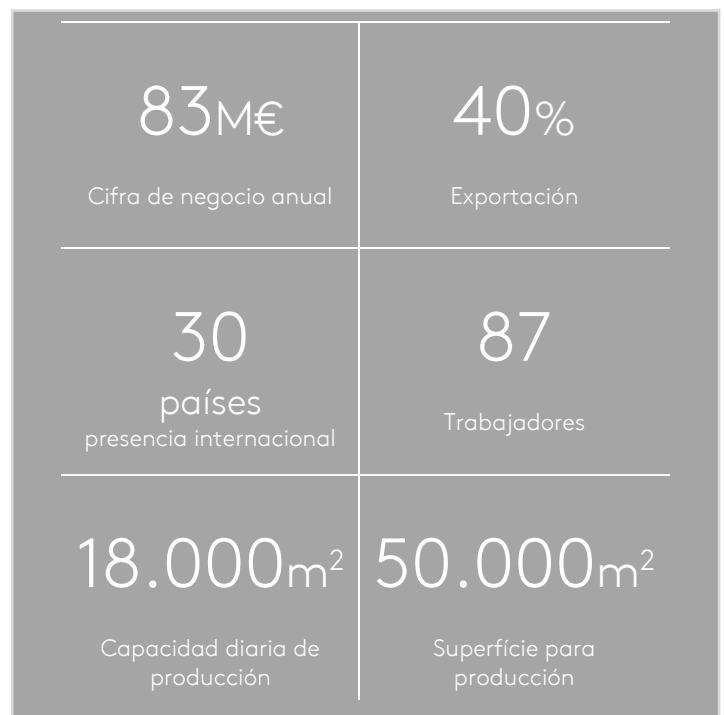 83M€
Cifra de negocio anual
40%
Exportación
30
países
presencia internacional
87
Trabajadores
18.000m²
Capacidad diaria de
producción
50.000m²
Superfície para
producción